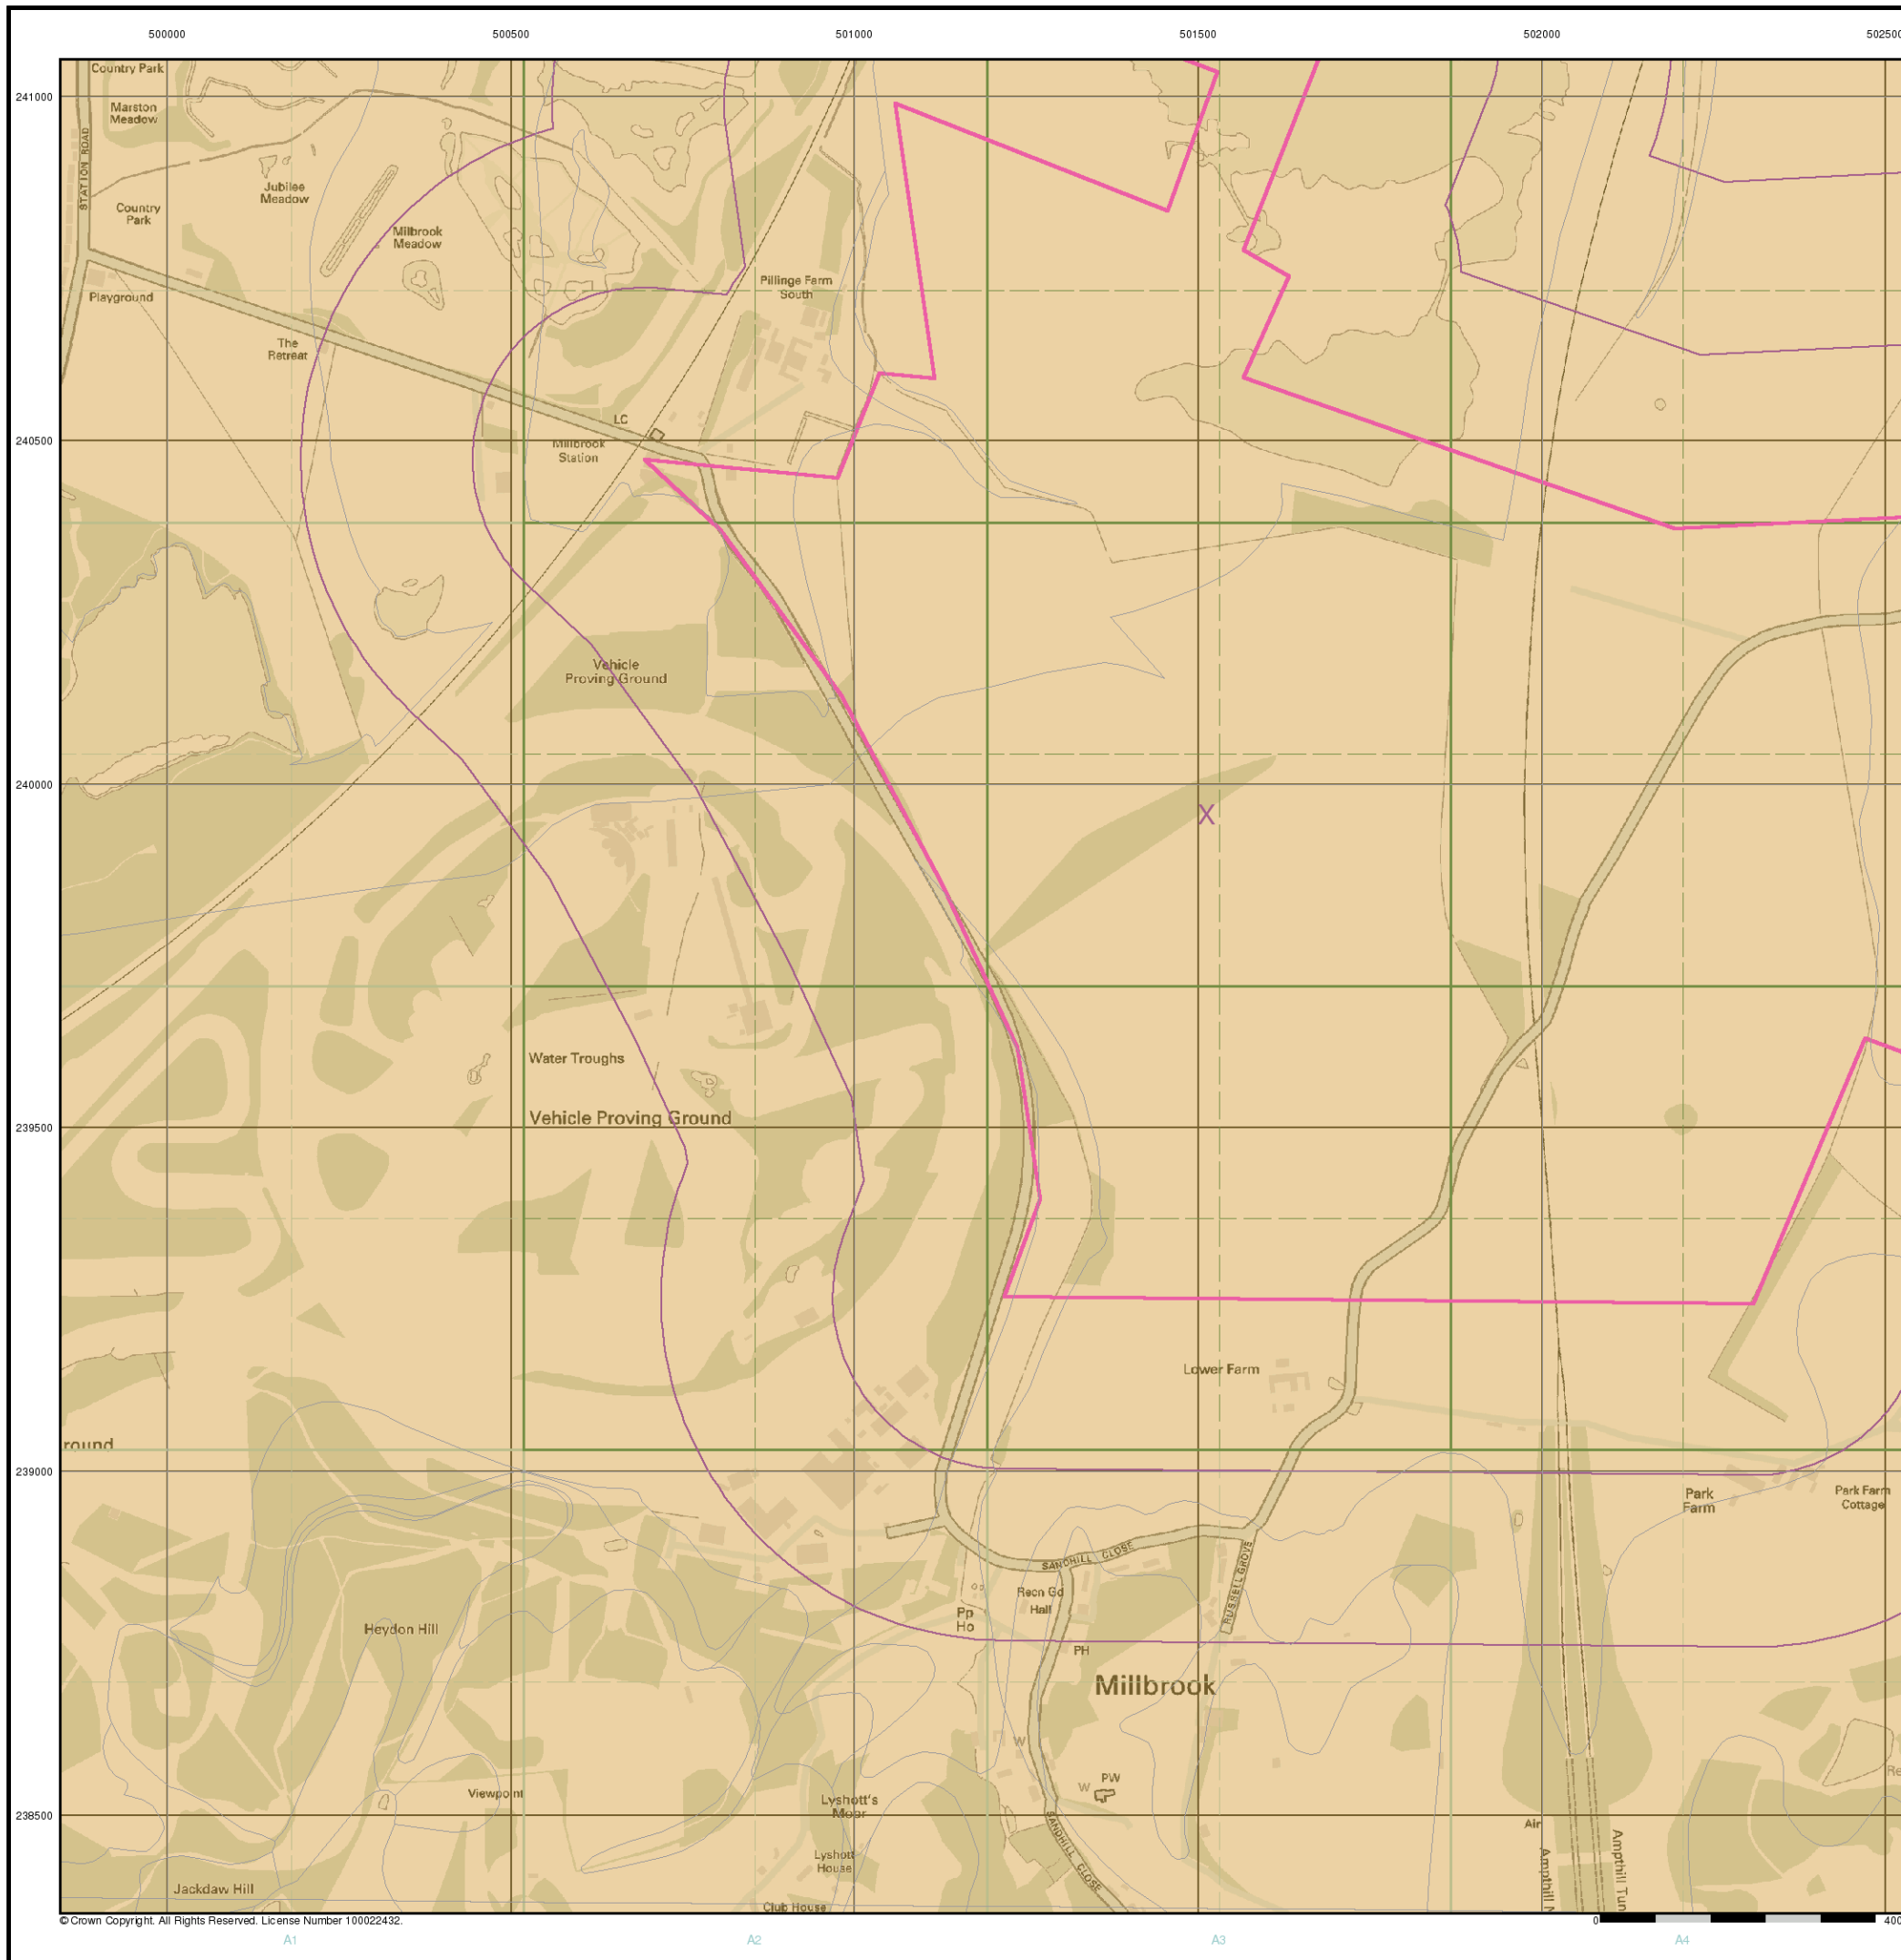 500000 500500 501000 501500 502000 502500
241000
Country Park
Marston
Meadow
STATION ROAD
Jubilee
Meadow
Country
Park
Millbrook
Meadow
Playground
Pillinge Farm
South
The
Retreat
LC
240500
Millbrook
Station
Vehicle
Proving Ground
240000
X
Water Troughs
Vehicle Proving Ground
239500
Lower Farm
round
239000
Park
Farm
Park Farm
Cottage
SANDHILL CLOSE
RUSSELL GROVE
Recn Gd
Hall
Pp
Ho
Heydon Hill
PH
Millbrook
W
W
PW
Viewpoint
Lyshott's
Moor
238500
SANDHILL CLOSE
Air
Re
Ampthill
Ampthill Tun
Lyshott
House
Jackdaw Hill
Club House
© Crown Copyright. All Rights Reserved. License Number 100022432.
0 400
A1 A2 A3 A4